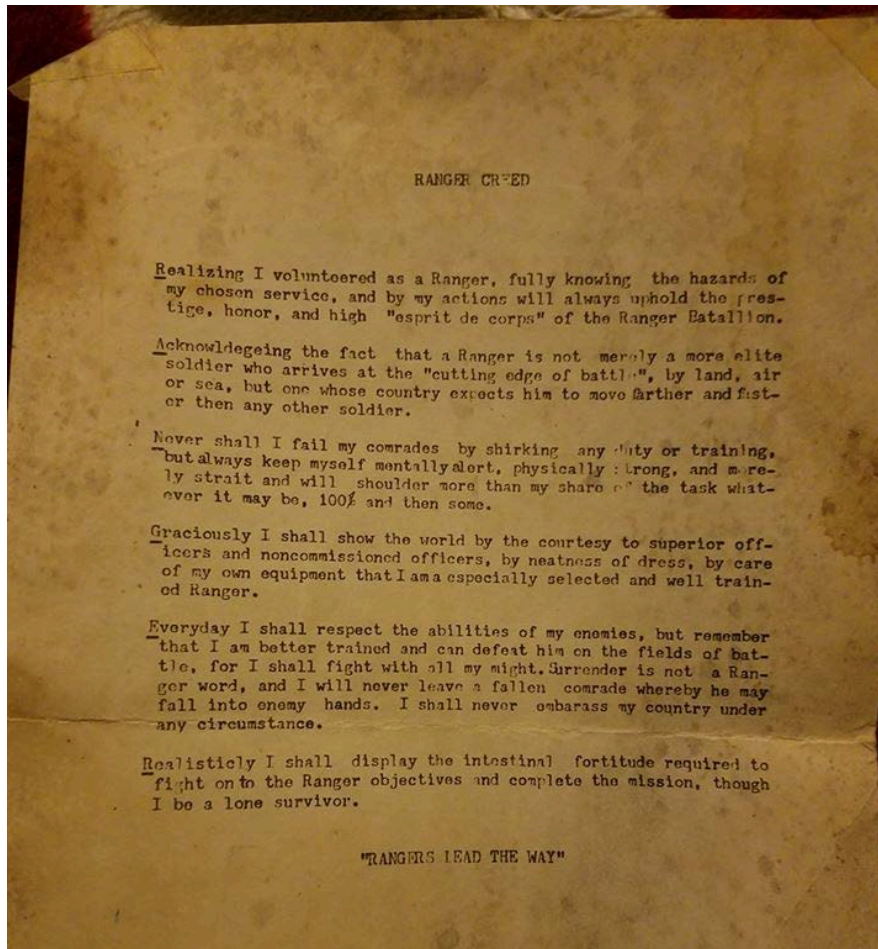 RANGER CREED
Realizing I volunteered as a Ranger, fully knowing the hazards of
my chosen service, and by my actions will always uphold the pres-
tige, honor, and high "esprit de corps" of the Ranger Batallion.
Acknowldegeing the fact that a Ranger is not merely a more elite
soldier who arrives at the "cutting edge of battle", by land, air
or sea, but one whose country expects him to move farther and fast-
er then any other soldier.
Never shall I fail my comrades by shirking any duty or training,
but always keep myself mentally alert, physically strong, and more-
ly strait and will shoulder more than my share of the task what-
ever it may be, 100% and then some.
Graciously I shall show the world by the courtesy to superior off-
icers and noncommissioned officers, by neatness of dress, by care
of my own equipment that I am a especially selected and well train-
ed Ranger.
Everyday I shall respect the abilities of my enemies, but remember
that I am better trained and can defeat him on the fields of bat-
tle, for I shall fight with all my might. Surrender is not a Ran-
ger word, and I will never leave a fallen comrade whereby he may
fall into enemy hands. I shall never embarass my country under
any circumstance.
Realisticly I shall display the intestinal fortitude required to
fight on to the Ranger objectives and complete the mission, though
I be a lone survivor.
"RANGERS LEAD THE WAY"